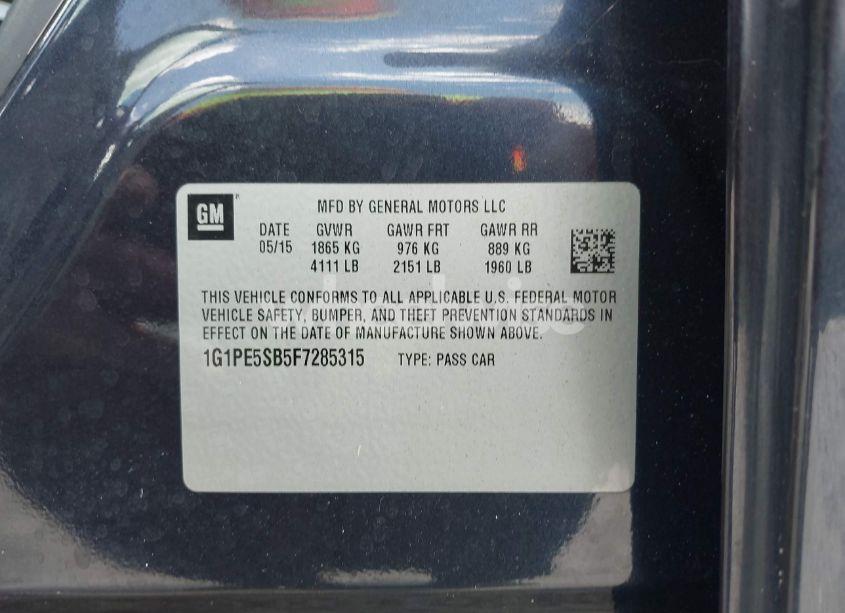 GM
MFD BY GENERAL MOTORS LLC
DATE GVWR GAWR FRT GAWR RR
05/15 1865 KG 976 KG 889 KG
4111 LB 2151 LB 1960 LB
THIS VEHICLE CONFORMS TO ALL APPLICABLE U.S. FEDERAL MOTOR
VEHICLE SAFETY, BUMPER, AND THEFT PREVENTION STANDARDS IN
EFFECT ON THE DATE OF MANUFACTURE SHOWN ABOVE.
1G1PE5SB5F7285315 TYPE: PASS CAR